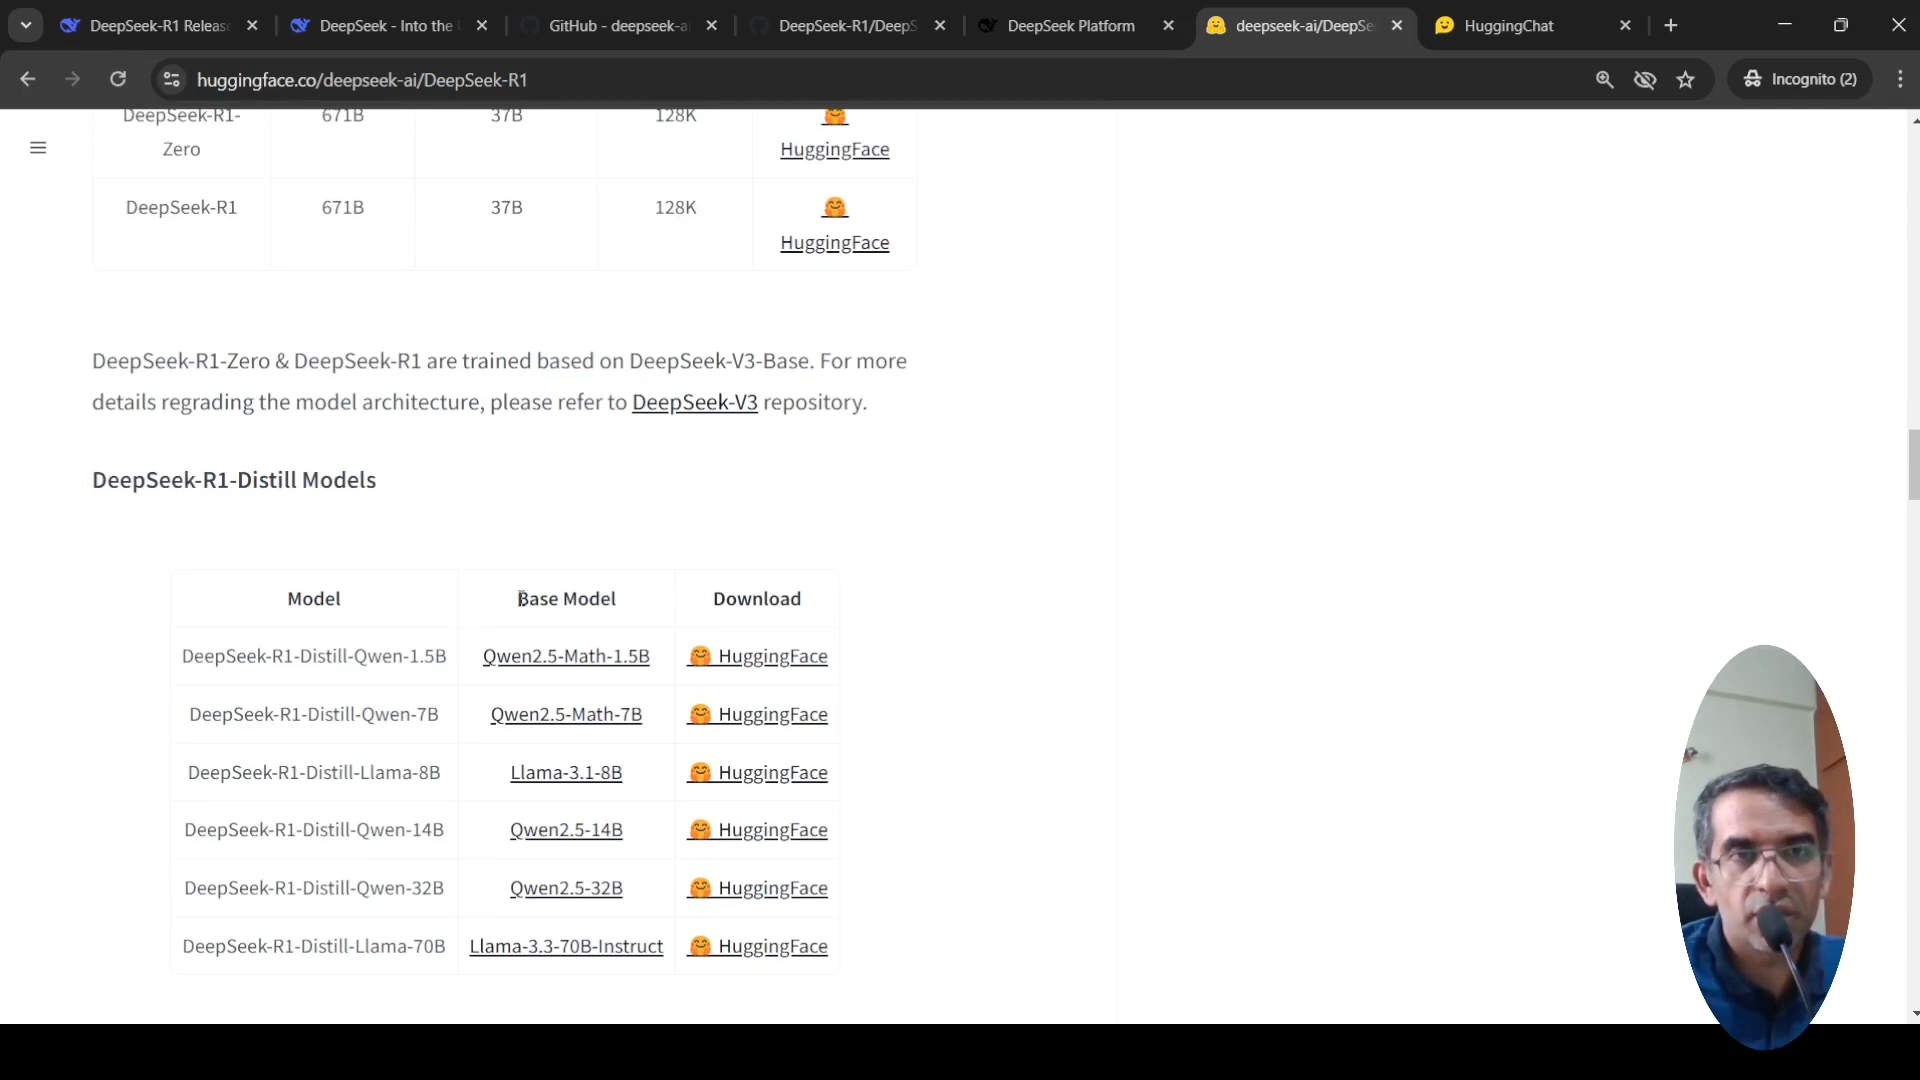 DeepSeek-R1 Releas
DeepSeek - Into the
GitHub - deepseek-ai
DeepSeek-R1/DeepS
DeepSeek Platform
deepseek-ai/DeepSe
HuggingChat
huggingface.co/deepseek-ai/DeepSeek-R1
Incognito (2)
DeepSeek-R1-
Zero
671B
37B
128K
HuggingFace
DeepSeek-R1
671B
37B
128K
HuggingFace
DeepSeek-R1-Zero & DeepSeek-R1 are trained based on DeepSeek-V3-Base. For more
details regrading the model architecture, please refer to DeepSeek-V3 repository.
DeepSeek-R1-Distill Models
Model
Base Model
Download
DeepSeek-R1-Distill-Qwen-1.5B
Qwen2.5-Math-1.5B
HuggingFace
DeepSeek-R1-Distill-Qwen-7B
Qwen2.5-Math-7B
HuggingFace
DeepSeek-R1-Distill-Llama-8B
Llama-3.1-8B
HuggingFace
DeepSeek-R1-Distill-Qwen-14B
Qwen2.5-14B
HuggingFace
DeepSeek-R1-Distill-Qwen-32B
Qwen2.5-32B
HuggingFace
DeepSeek-R1-Distill-Llama-70B
Llama-3.3-70B-Instruct
HuggingFace